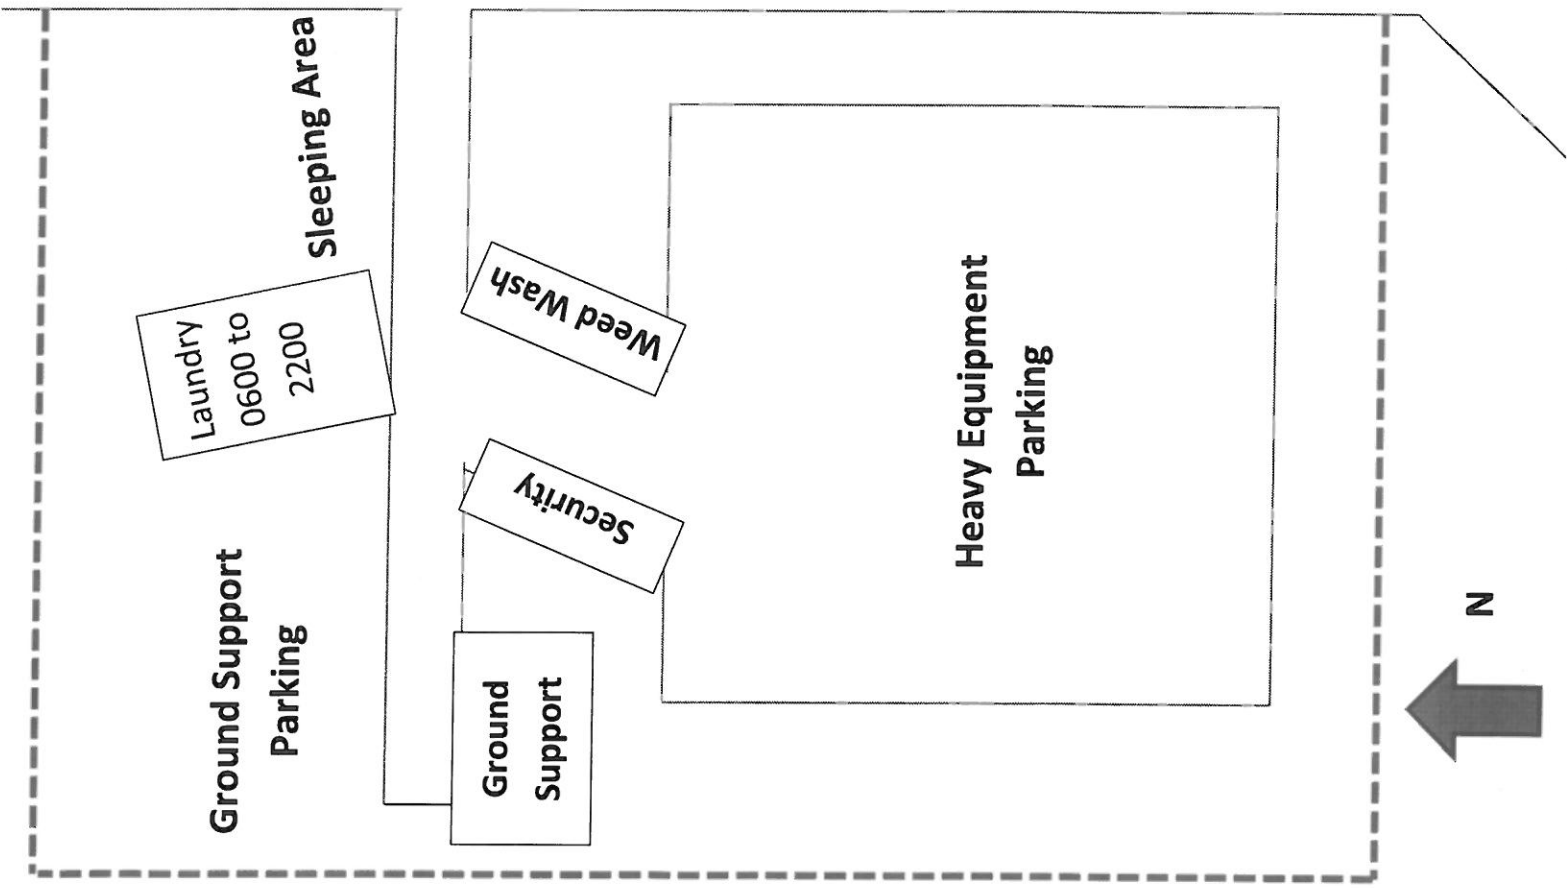 Sleeping Area
Laundry
0600 to
2200
Weed Wash
Security
Ground Support
Parking
Ground
Support
Heavy Equipment
Parking
N